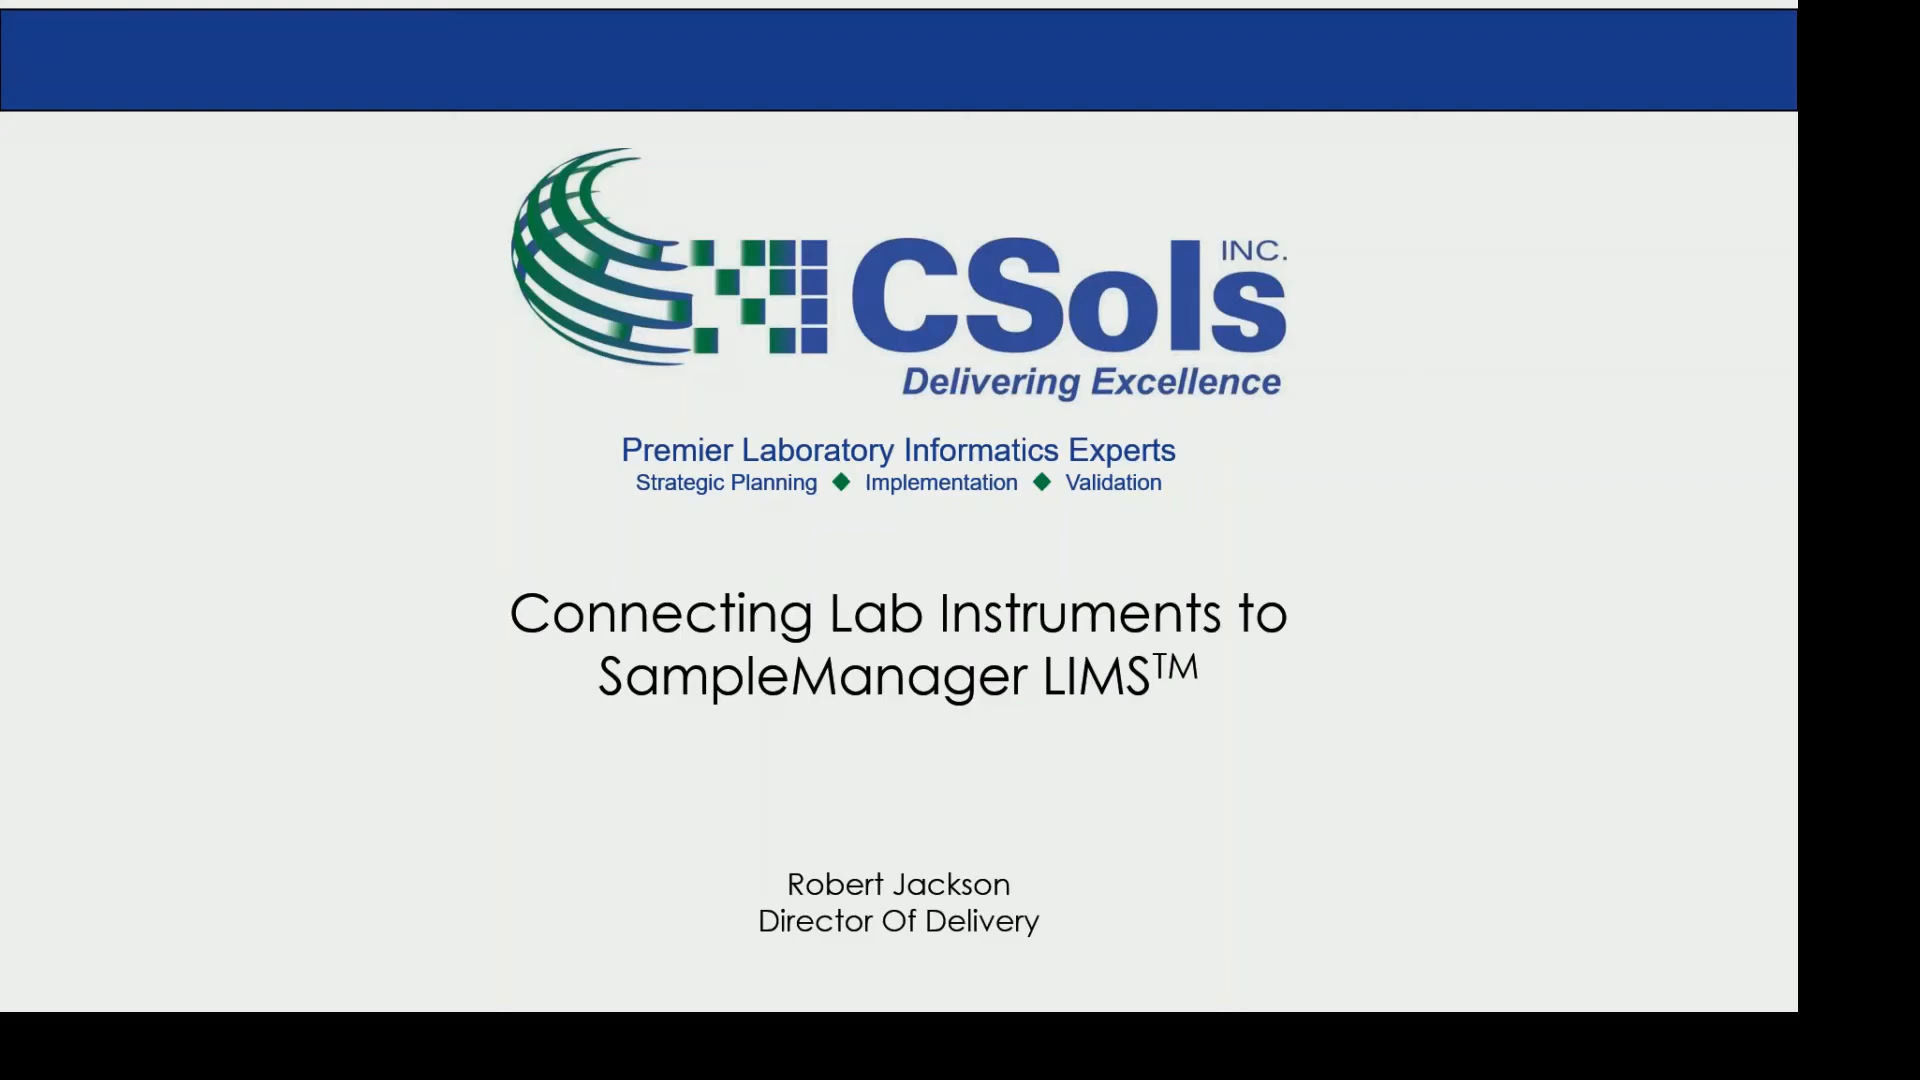 CSols INC.
Delivering Excellence
Premier Laboratory Informatics Experts
Strategic Planning ◆ Implementation ◆ Validation
Connecting Lab Instruments to
SampleManager LIMS™
Robert Jackson
Director Of Delivery